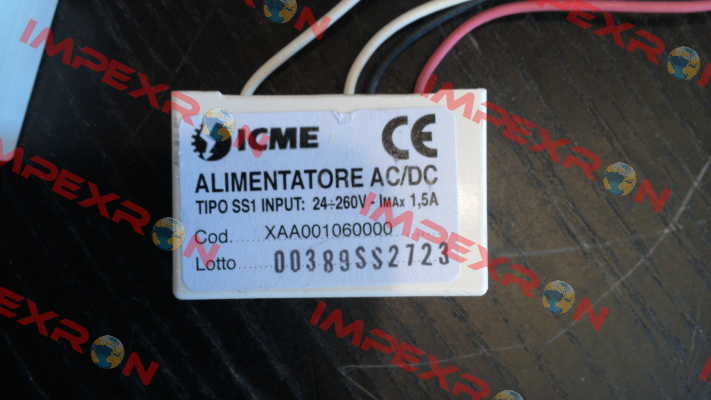 ICME CE
ALIMENTATORE AC/DC
TIPO SS1 INPUT: 24÷260V - IMAX 1,5A
Cod. XAA001060000
Lotto 00389SS2723
IMPEXRON
IMPEXRON
IMPEXRON
IMPEXRON
IMPEXRON
IMPEXRON